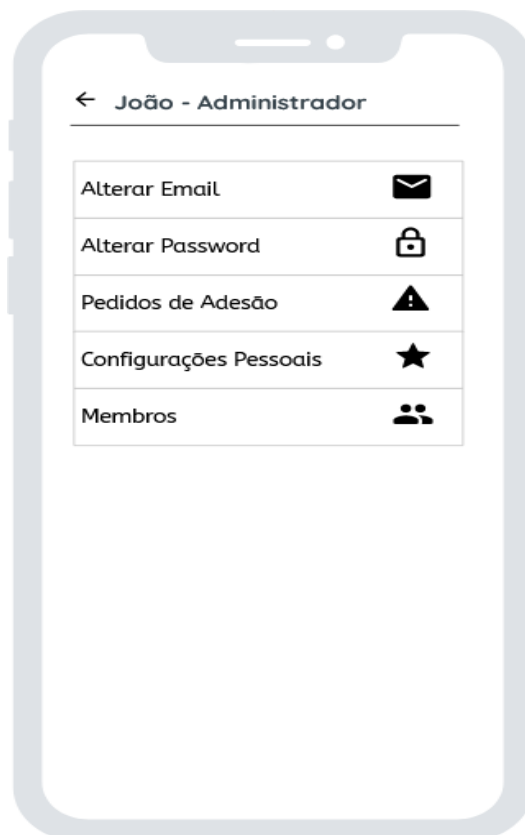 João - Administrador
Alterar Email
Alterar Password
Pedidos de Adesão
Configurações Pessoais
Membros